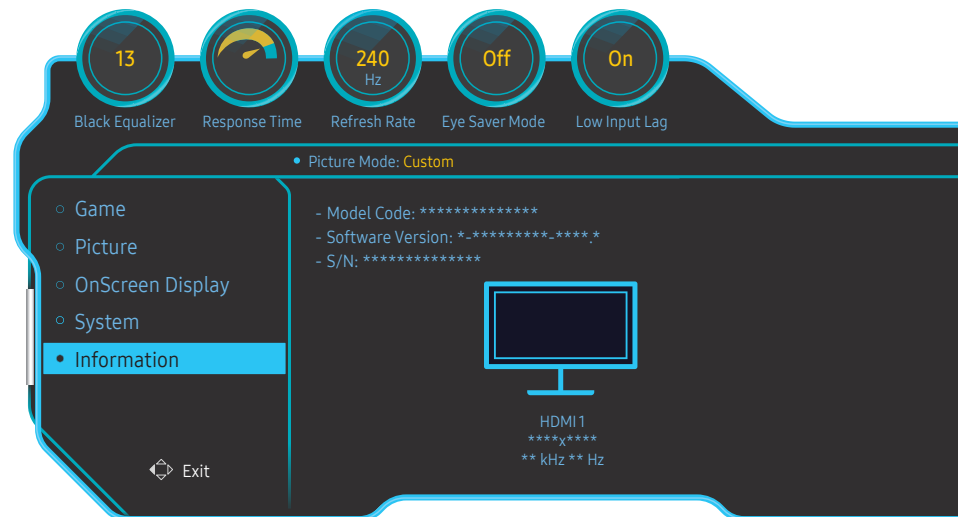 13
240
Hz
Off
On
Black Equalizer
Response Time
Refresh Rate
Eye Saver Mode
Low Input Lag
Picture Mode: Custom
Game
Picture
OnScreen Display
System
Information
Exit
- Model Code: **************
- Software Version: *-*********-****.*
- S/N: **************
HDMI 1
****x****
** kHz ** Hz